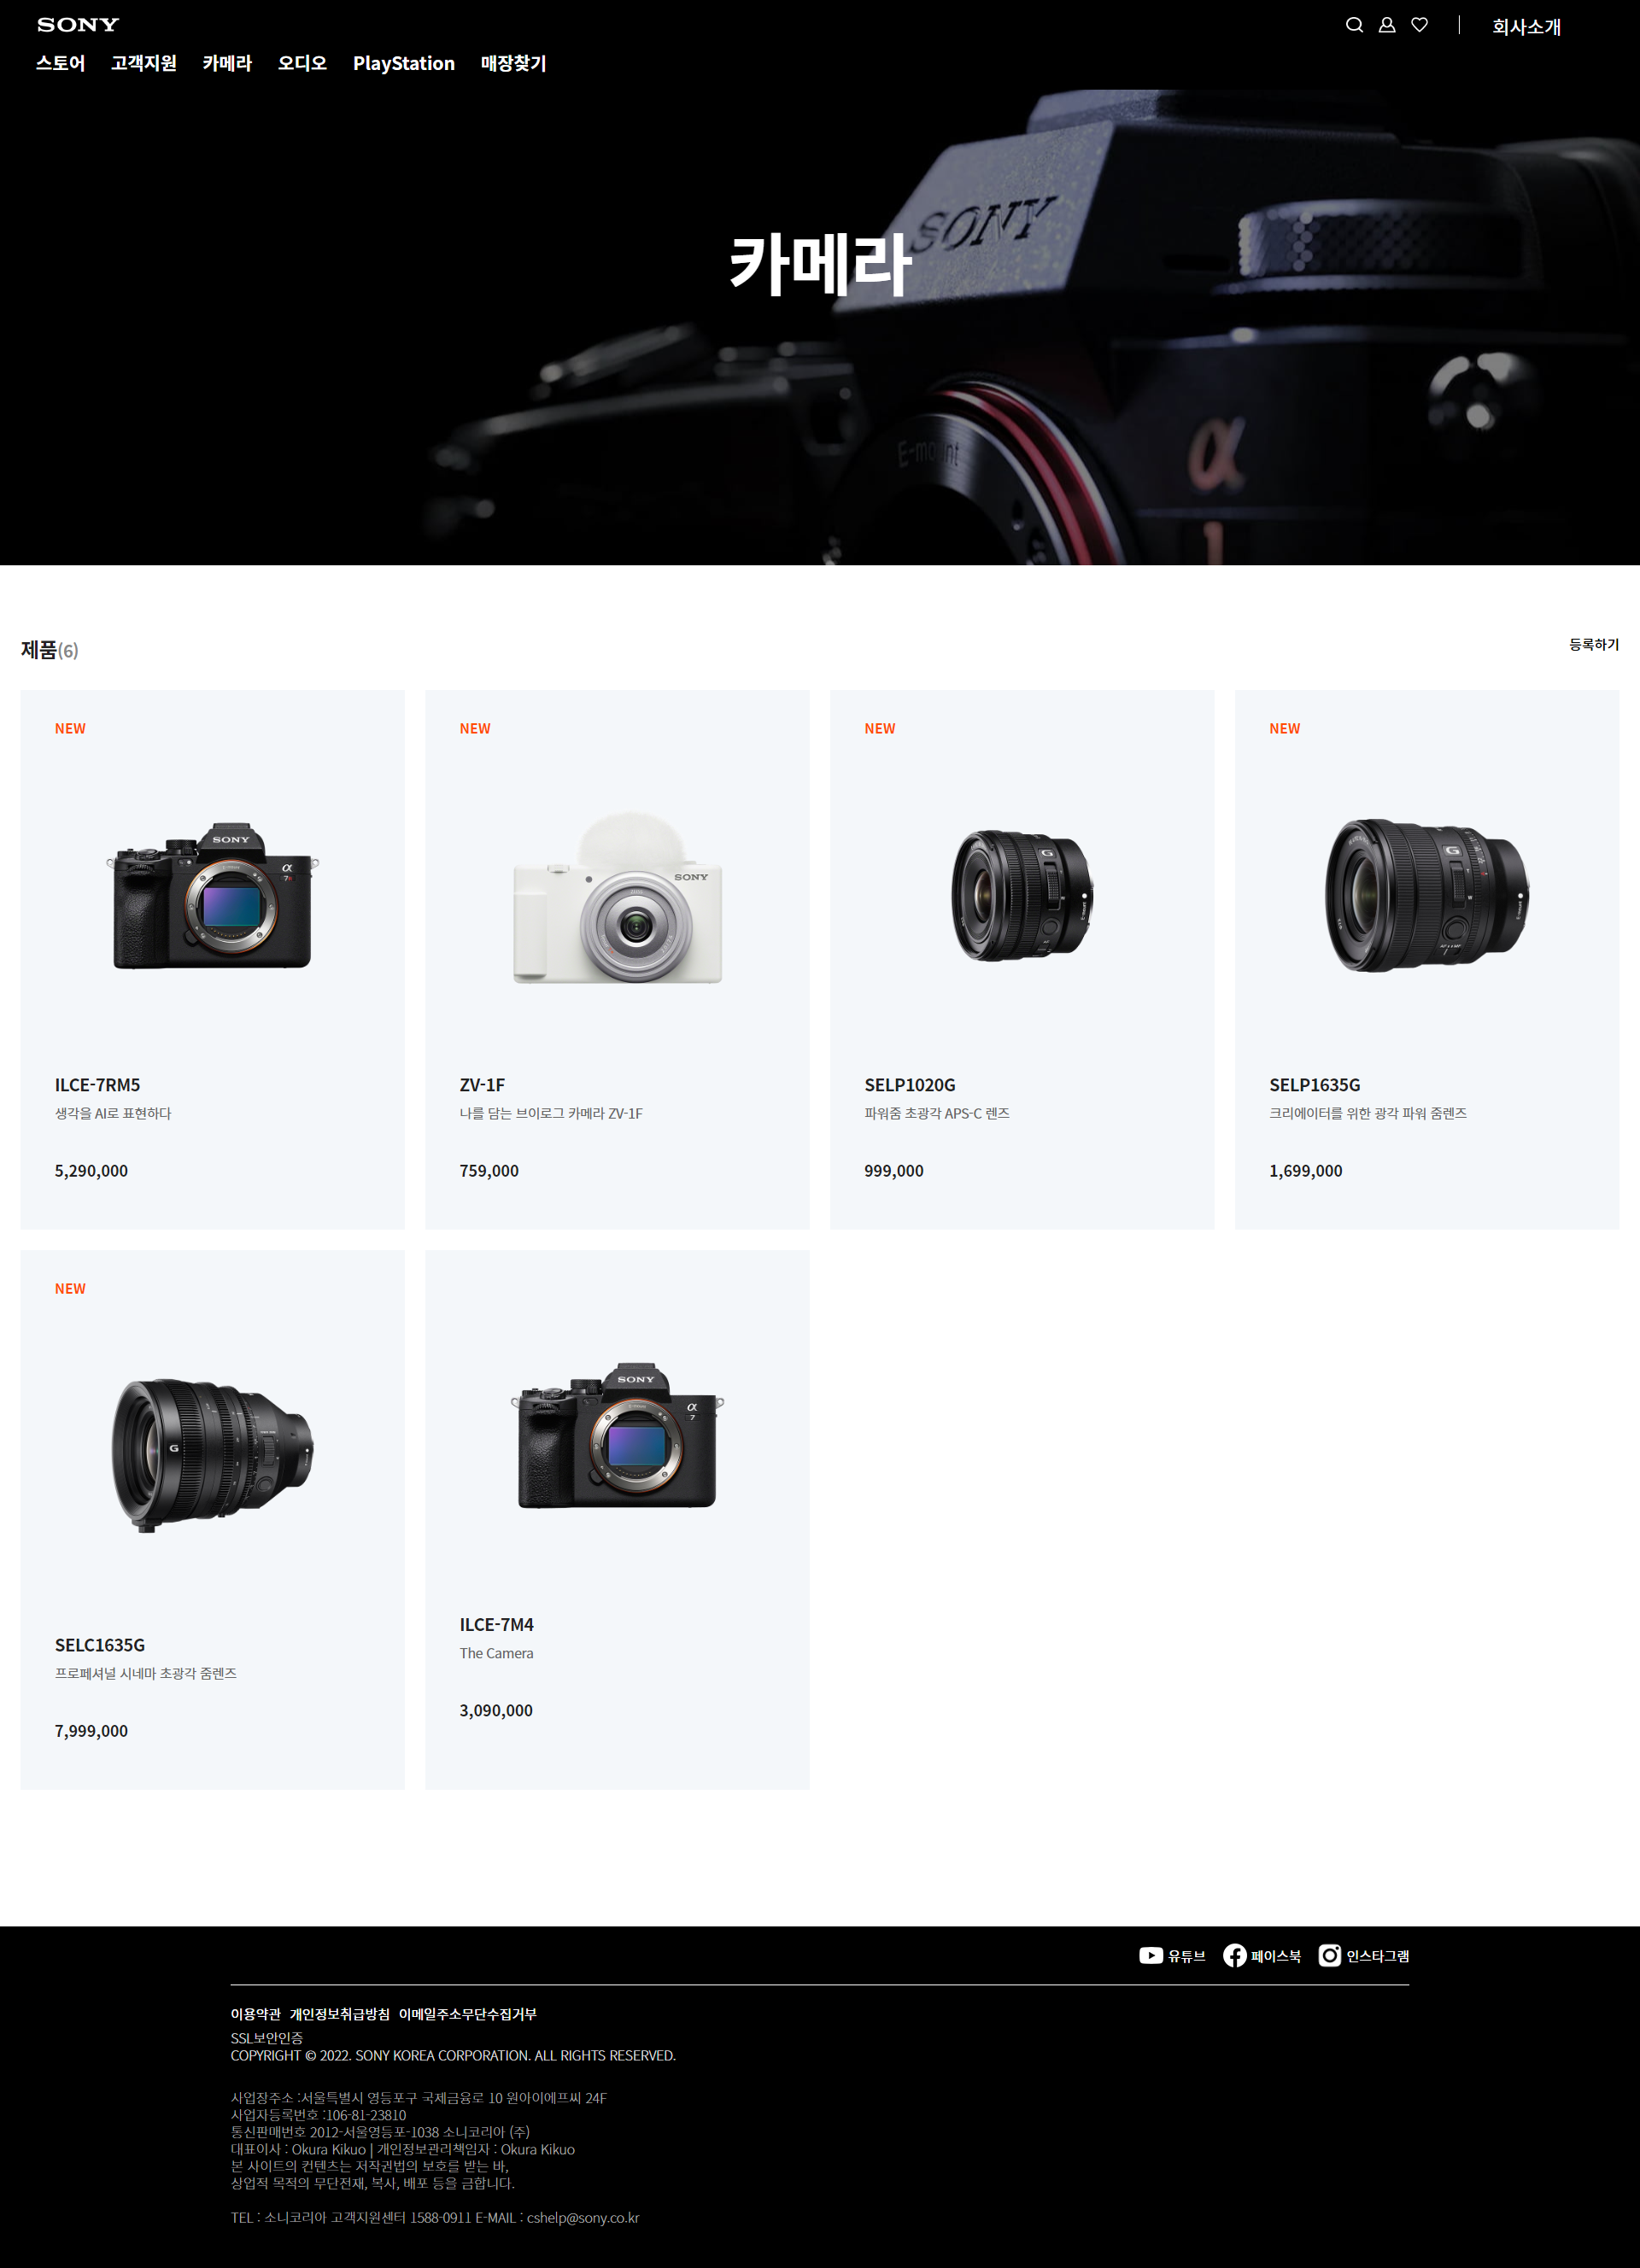 SONY
회사소개
스토어 고객지원 카메라 오디오 PlayStation 매장찾기
SONY
카메라
E-mount
α
1
제품(6)
등록하기
NEW
NEW
NEW
NEW
SONY
α
7R
SONY
G
G
ILCE-7RM5
ZV-1F
SELP1020G
SELP1635G
생각을 AI로 표현하다
나를 담는 브이로그 카메라 ZV-1F
파워줌 초광각 APS-C 렌즈
크리에이터를 위한 광각 파워 줌렌즈
5,290,000
759,000
999,000
1,699,000
NEW
G
SONY
α
7
SELC1635G
프로페셔널 시네마 초광각 줌렌즈
7,999,000
ILCE-7M4
The Camera
3,090,000
유튜브 페이스북 인스타그램
이용약관 개인정보취급방침 이메일주소무단수집거부
SSL보안인증
COPYRIGHT © 2022. SONY KOREA CORPORATION. ALL RIGHTS RESERVED.
사업장주소 :서울특별시 영등포구 국제금융로 10 원아이에프씨 24F
사업자등록번호 :106-81-23810
통신판매번호 2012-서울영등포-1038 소니코리아 (주)
대표이사 : Okura Kikuo | 개인정보관리책임자 : Okura Kikuo
본 사이트의 컨텐츠는 저작권법의 보호를 받는 바,
상업적 목적의 무단전재, 복사, 배포 등을 금합니다.
TEL : 소니코리아 고객지원센터 1588-0911 E-MAIL : cshelp@sony.co.kr